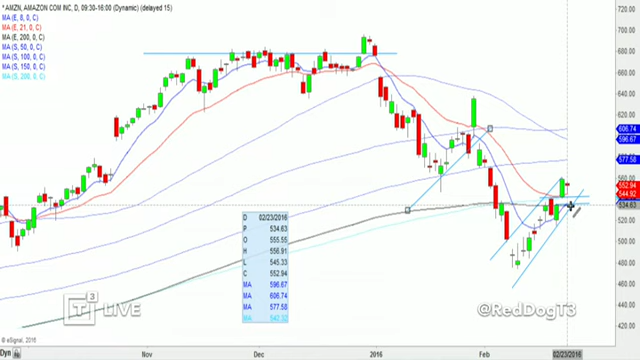 * AMZN, AMAZON COM INC, D, 09:30-16:00 (Dynamic) (delayed 15)
MA (E, 8, 0, C)
MA (E, 21, 0, C)
MA (E, 200, 0, C)
MA (S, 50, 0, C)
MA (S, 100, 0, C)
MA (S, 150, 0, C)
MA (S, 200, 0, C)
720.00
700.00
680.00
660.00
640.00
620.00
606.74
596.67
577.58
560.00
552.94
544.92
534.63
520.00
500.00
480.00
460.00
440.00
420.00
D 02/23/2016
P 534.63
O 555.55
H 556.91
L 545.33
C 552.94
MA 596.67
MA 606.74
MA 577.58
T3 LIVE
@RedDogT3
© eSignal, 2016
Dyn
Nov
Dec
2016
Feb
02/23/2016